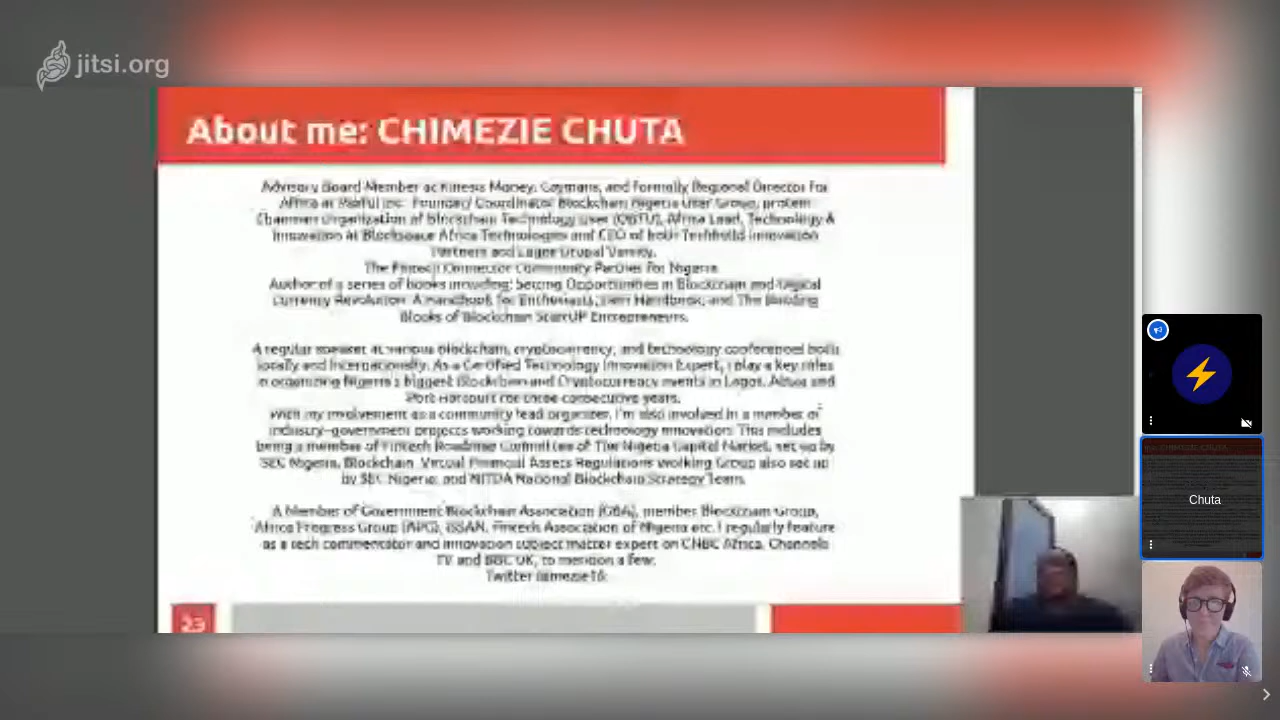 jitsi.org
About me: CHIMEZIE CHUTA
Advisory Board Member at Kinesis Money, Caymans, and formally Regional Director For
Africa at Inc. Founder/ Coordinator Blockchain Nigeria User Group, protem
Chairman Organization of Blockchain Technology User (OBTU), Africa Lead, Technology &
Innovation at Blockspace Africa Technologies and CEO of both Innovation
Partners and Lagos Drupal Varsity.
The Fintech Connector Community Partner for Nigeria
Author of a series of books including: Seizing Opportunities in Blockchain and Digital
Currency Revolution. A Handbook for Enthusiasts, Handbook, and The Building
Blocks of Blockchain StartUP Entrepreneurs.
A regular speaker at various blockchain, cryptocurrency, and technology conferences both
locally and internationally. As a Certified Technology Innovation Expert, I play a key roles
in organizing Nigeria's biggest Blockchain and Cryptocurrency events in Lagos, Abuja and
Port Harcourt for three consecutive years.
With my involvement as a community lead organizer, I'm also involved in a number of
industry-government projects working towards technology innovation. This includes
being a member of Fintech Roadmap Committee of The Nigeria Capital Market, set up by
SEC Nigeria, Blockchain Virtual Financial Assets Regulations Working Group also set up
by SEC Nigeria, and NITDA National Blockchain Strategy Team.
A Member of Government Blockchain Association (GBA), member Blockchain Group,
Africa Progress Group (APG), ISSAN, Fintech Association of Nigeria etc. I regularly feature
as a tech commentator and innovation subject matter expert on CNBC Africa, Channels
TV and BBC UK, to mention a few.
Twitter
23
Chuta